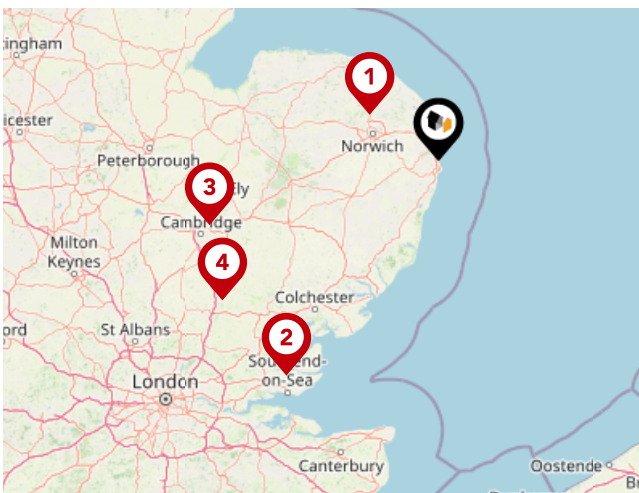 ingham
1
icester
Norwich
Peterborough
3
Ely
Cambridge
Milton
Keynes
4
Colchester
ord
St Albans
2
Southend-
on-Sea
London
Canterbury
Oostende
B